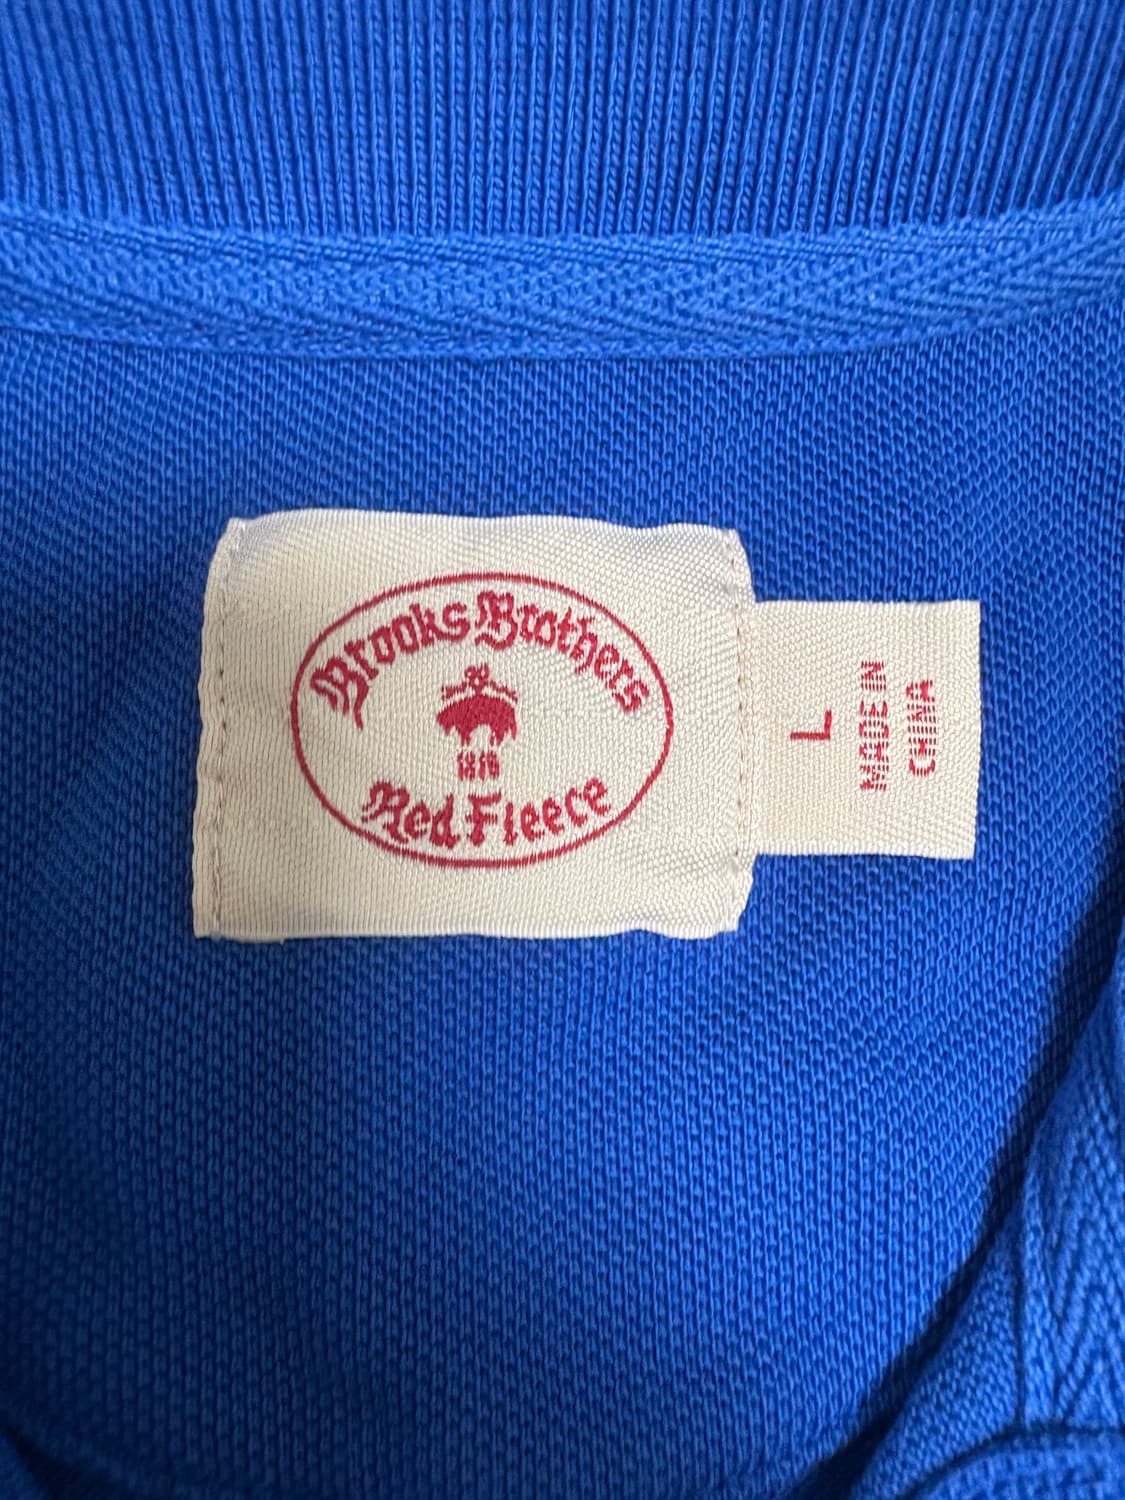 Brooks Brothers
1818
Red Fleece
L
MADE IN
CHINA